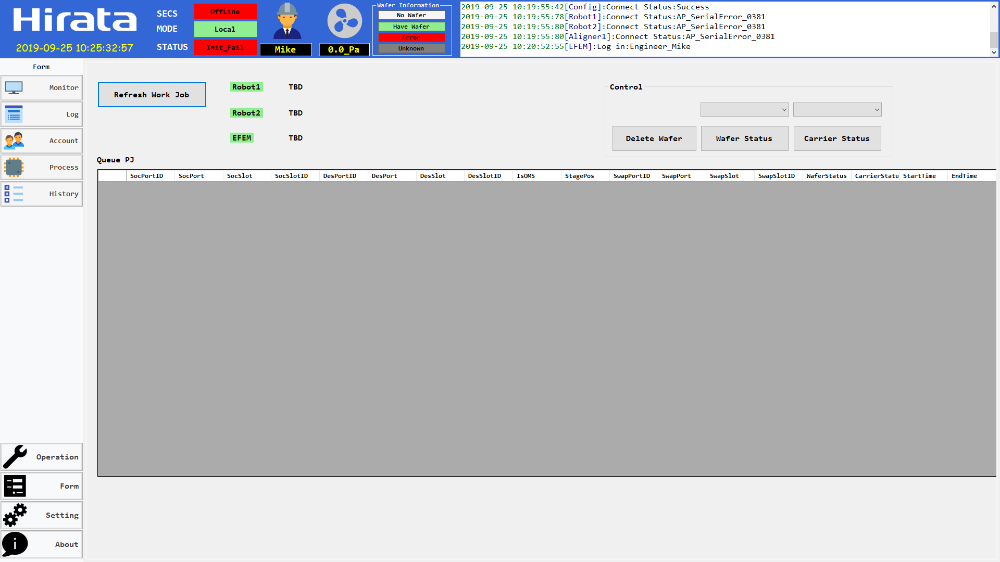 Hirata
2019-09-25 10:25:32:57
SECS OffLine
MODE Local
STATUS Init_Fail
Mike
0.0_Pa
Wafer Information
No Wafer
Have Wafer
Error
Unknown
2019-09-25 10:19:55:42[Config]:Connect Status:Success
2019-09-25 10:19:55:78[Robot1]:Connect Status:AP_SerialError_0381
2019-09-25 10:19:55:80[Robot2]:Connect Status:AP_SerialError_0381
2019-09-25 10:19:55:80[Aligner1]:Connect Status:AP_SerialError_0381
2019-09-25 10:20:52:55[EFEM]:Log in:Engineer_Mike
Form
Monitor
Log
Account
Process
History
Operation
Form
Setting
About
Refresh Work Job
Robot1 TBD
Robot2 TBD
EFEM TBD
Control
Delete Wafer Wafer Status Carrier Status
Queue PJ
SocPortID SocPort SocSlot SocSlotID DesPortID DesPort DesSlot DesSlotID IsOMS StagePos SwapPortID SwapPort SwapSlot SwapSlotID WaferStatus CarrierStatu StartTime EndTime